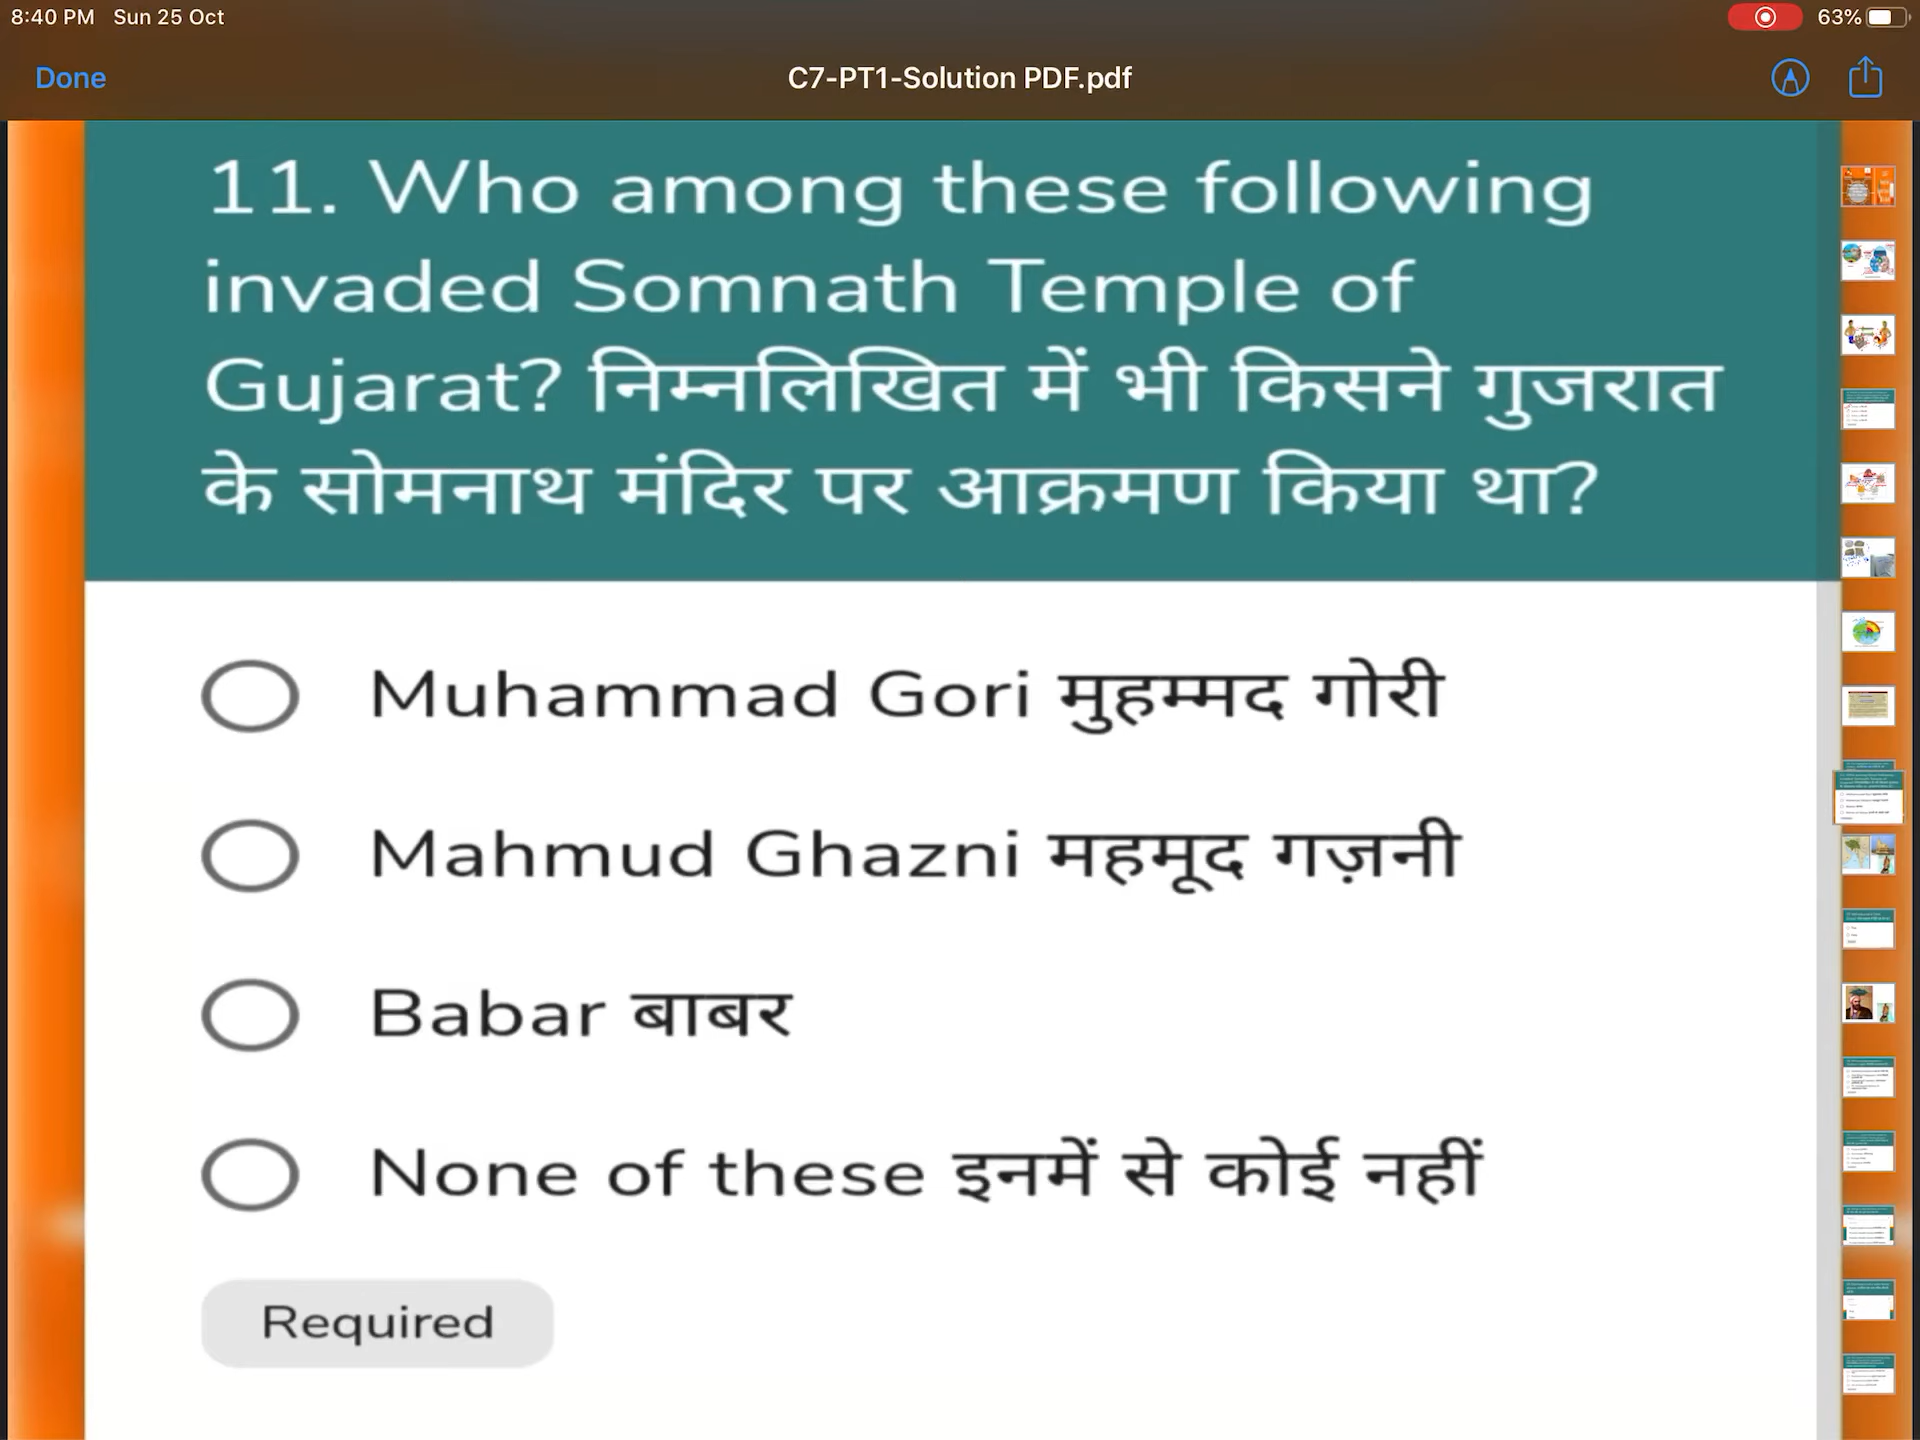 8:40 PM Sun 25 Oct
63%
Done
C7-PT1-Solution PDF.pdf
11. Who among these following
invaded Somnath Temple of
Gujarat? निम्नलिखित में भी किसने गुजरात
के सोमनाथ मंदिर पर आक्रमण किया था?
Muhammad Gori मुहम्मद गोरी
Mahmud Ghazni महमूद गज़नी
Babar बाबर
None of these इनमें से कोई नहीं
Required